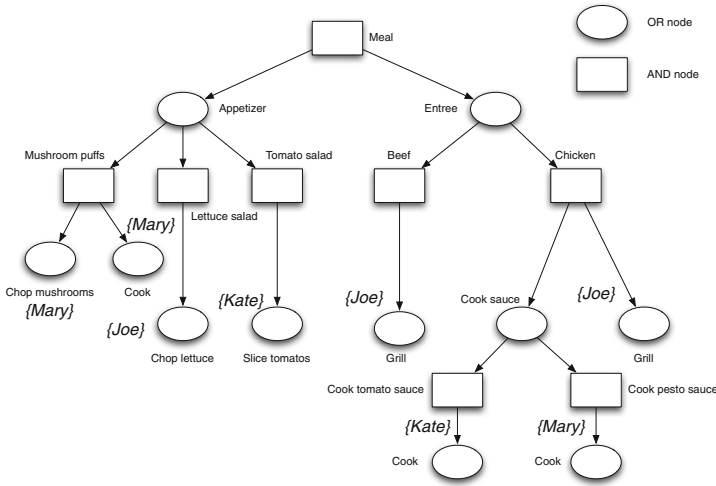 OR node
Meal
AND node
Appetizer
Entree
Mushroom puffs
Tomato salad
Beef
Chicken
{Mary}
Lettuce salad
Chop mushrooms
Cook
{Mary}
{Joe}
{Kate}
Chop lettuce
Slice tomatos
{Joe}
Grill
Cook sauce
{Joe}
Grill
Cook tomato sauce
Cook pesto sauce
{Kate}
{Mary}
Cook
Cook